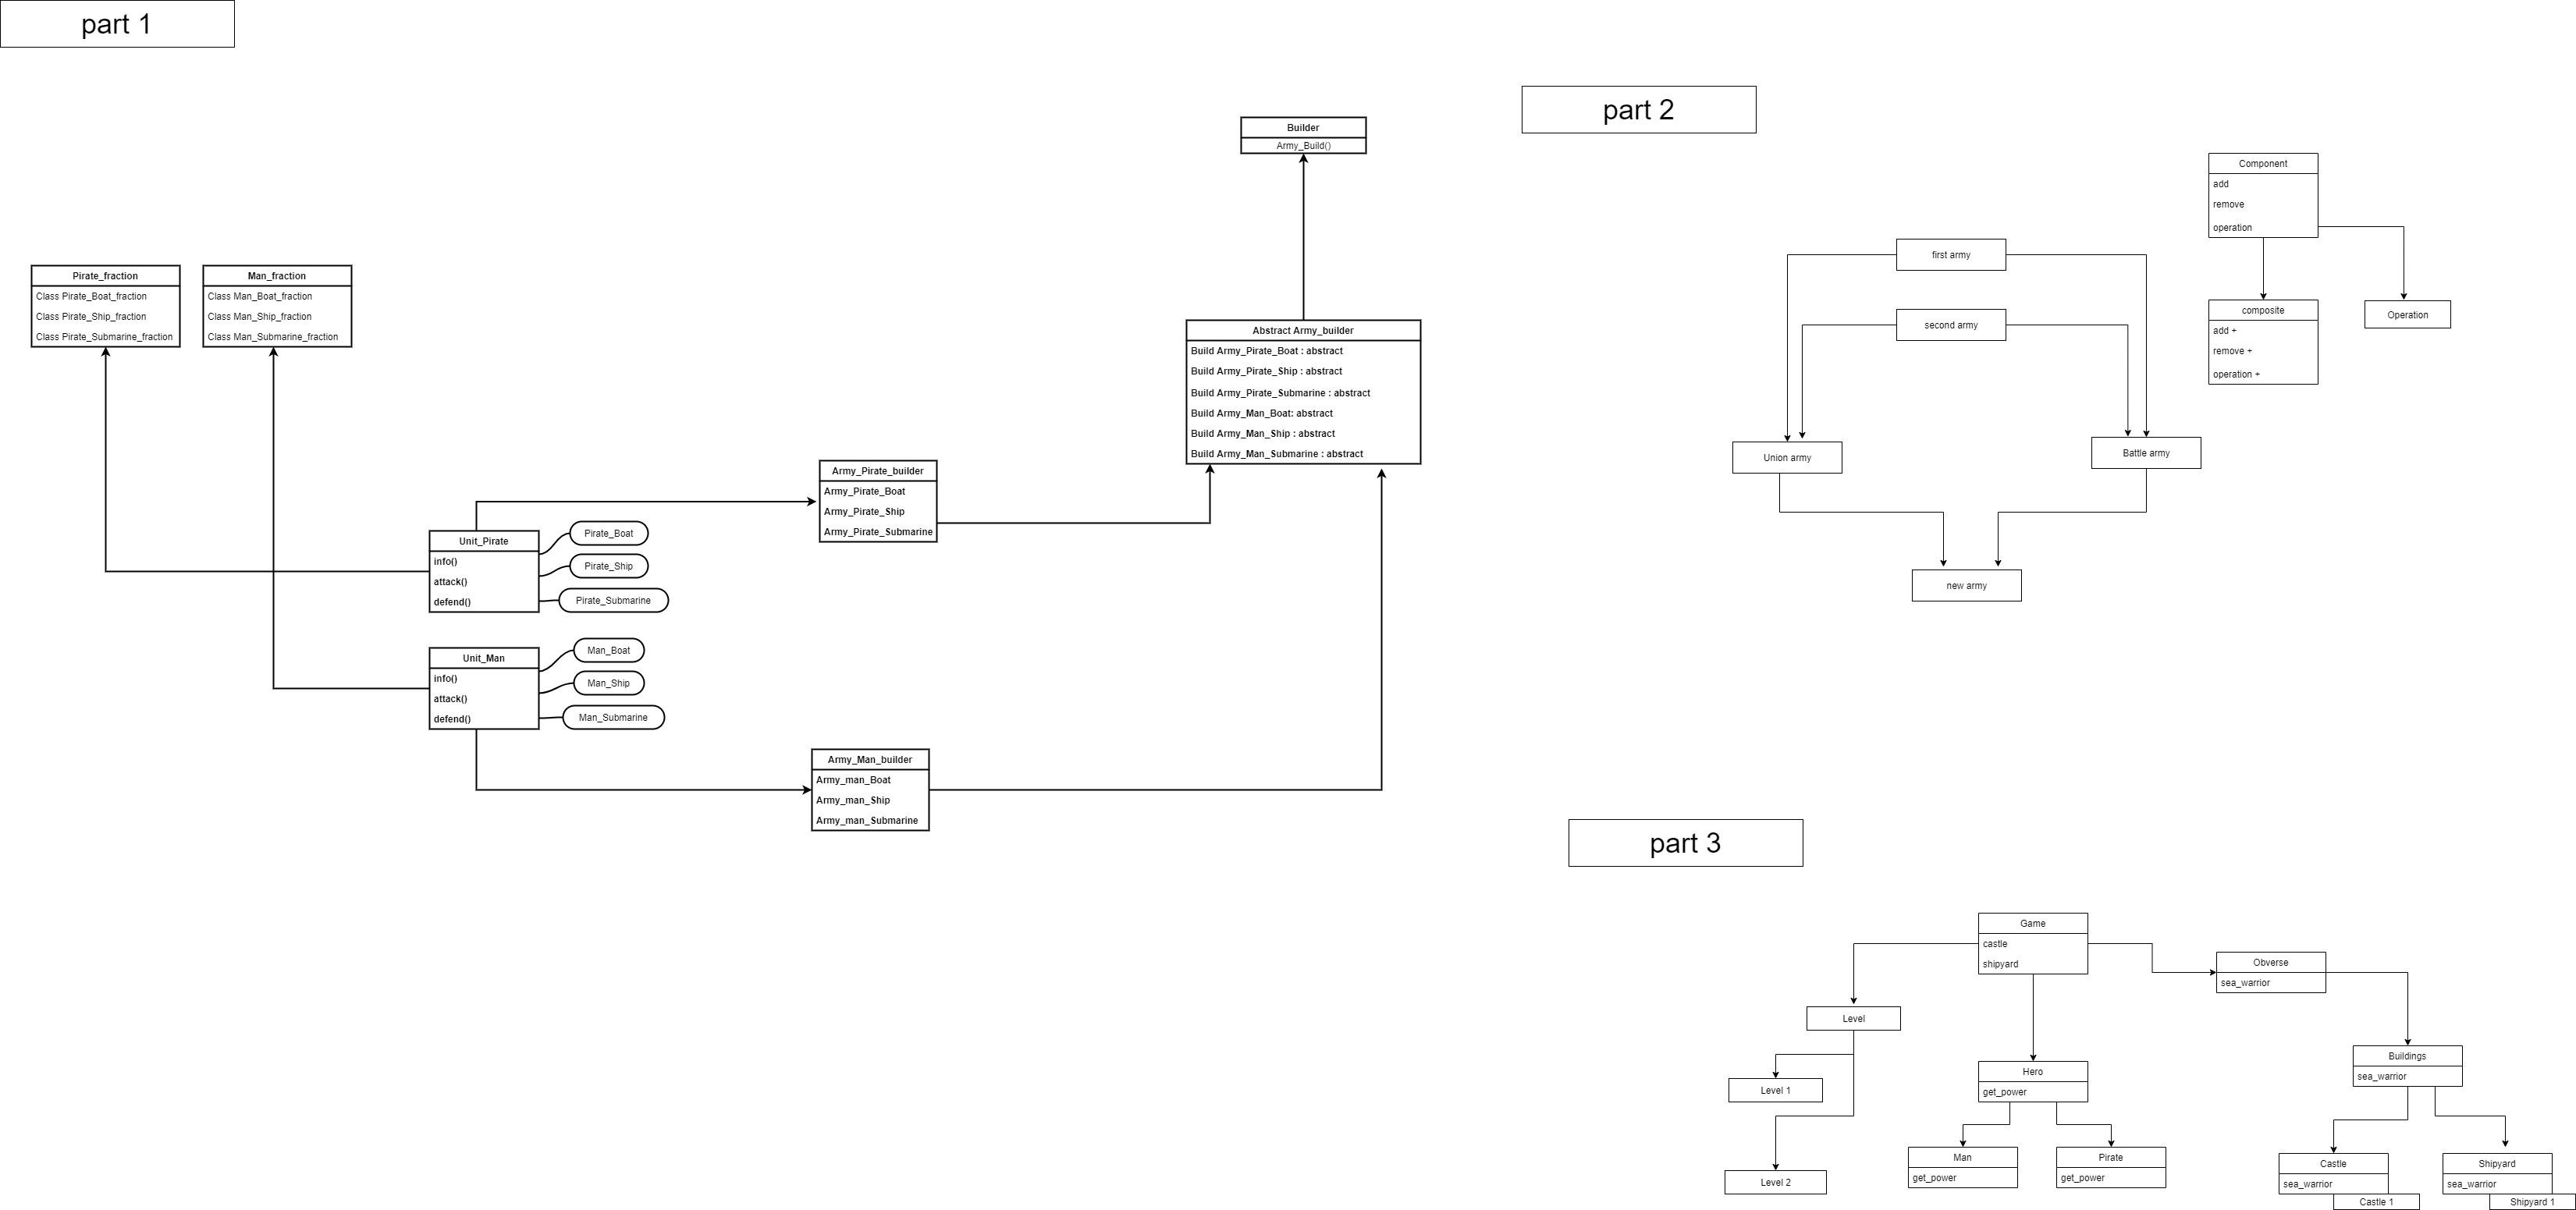 part 1
Pirate_fraction
Class Pirate_Boat_fraction
Class Pirate_Ship_fraction
Class Pirate_Submarine_fraction
Man_fraction
Class Man_Boat_fraction
Class Man_Ship_fraction
Class Man_Submarine_fraction
Unit_Pirate
info()
attack()
defend()
Pirate_Boat
Pirate_Ship
Pirate_Submarine
Unit_Man
info()
attack()
defend()
Man_Boat
Man_Ship
Man_Submarine
Army_Pirate_builder
Army_Pirate_Boat
Army_Pirate_Ship
Army_Pirate_Submarine
Army_Man_builder
Army_man_Boat
Army_man_Ship
Army_man_Submarine
Builder
Army_Build()
Abstract Army_builder
Build Army_Pirate_Boat : abstract
Build Army_Pirate_Ship : abstract
Build Army_Pirate_Submarine : abstract
Build Army_Man_Boat: abstract
Build Army_Man_Ship : abstract
Build Army_Man_Submarine : abstract
part 2
first army
second army
Union army
Battle army
new army
Component
add
remove
operation
composite
add +
remove +
operation +
Operation
part 3
Game
castle
shipyard
Level
Level 1
Level 2
Hero
get_power
Man
get_power
Pirate
get_power
Obverse
sea_warrior
Buildings
sea_warrior
Castle
sea_warrior
Castle 1
Shipyard
sea_warrior
Shipyard 1